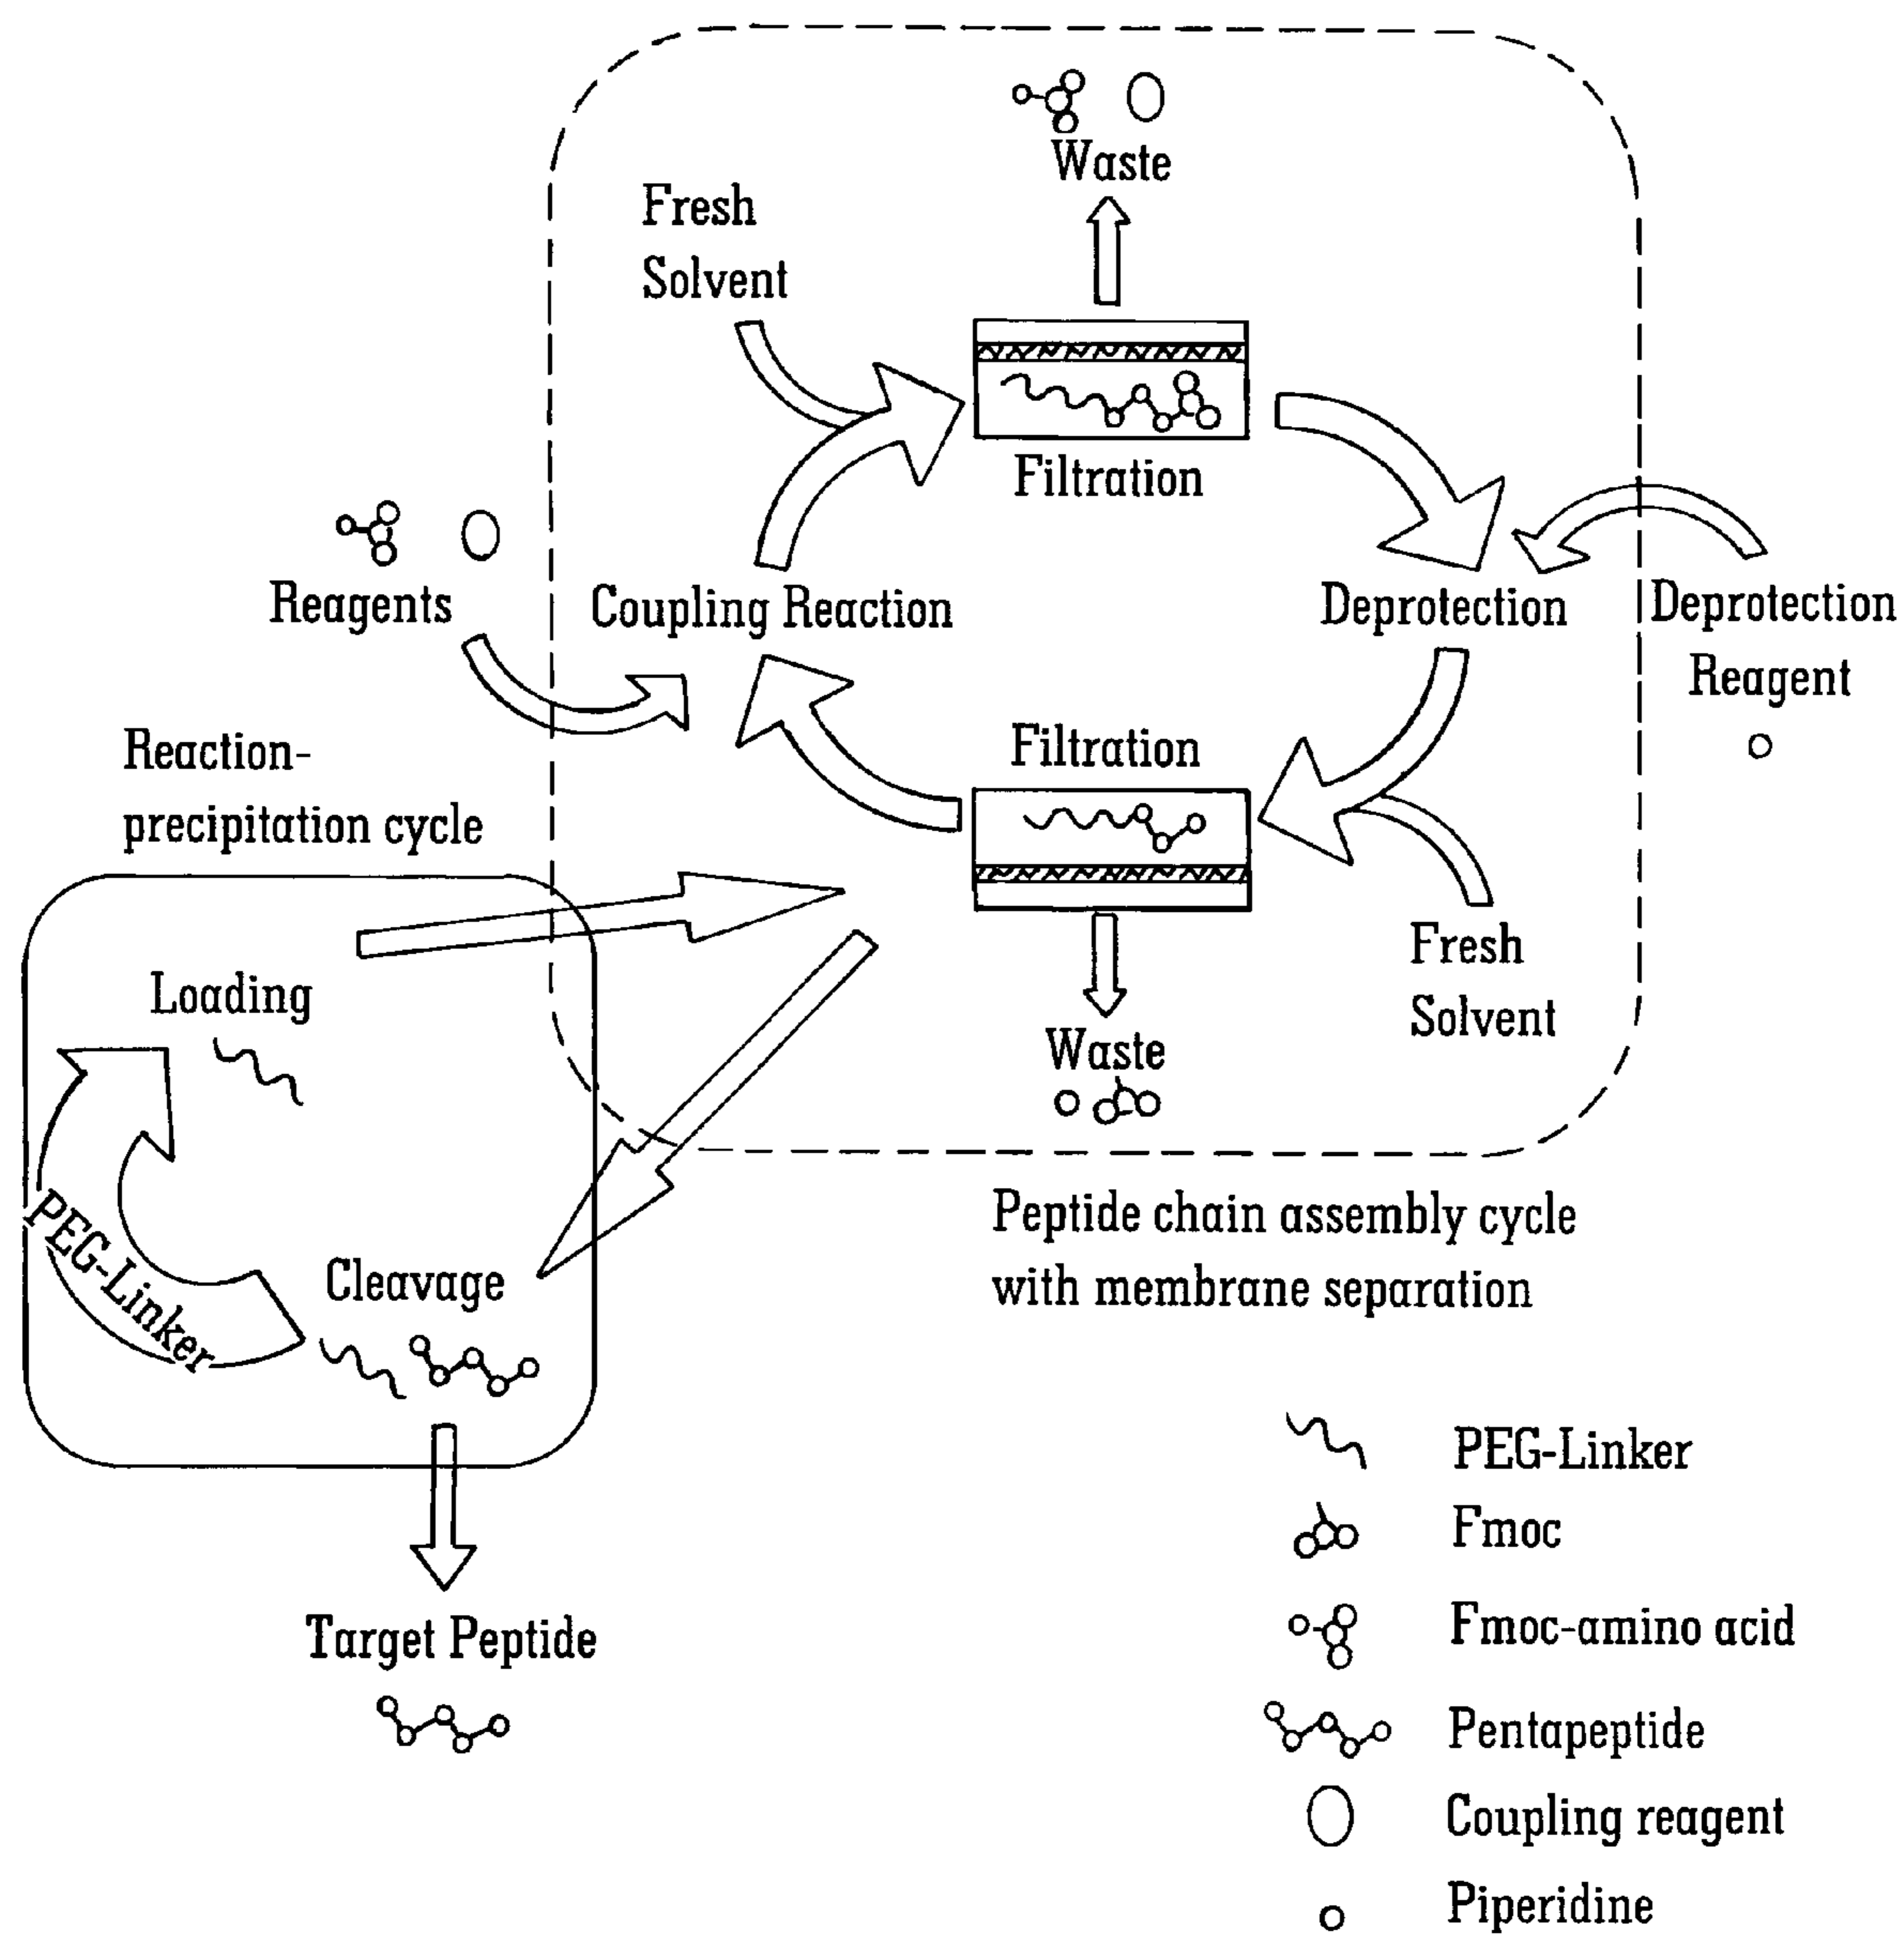 Waste
Fresh
Solvent
Filtration
Reagents
Coupling Reaction
Deprotection
Deprotection
Reagent
Reaction-
precipitation cycle
Filtration
Loading
Fresh
Solvent
Waste
PEG-Linker
Cleavage
Peptide chain assembly cycle
with membrane separation
Target Peptide
PEG-Linker
Fmoc
Fmoc-amino acid
Pentapeptide
Coupling reagent
Piperidine